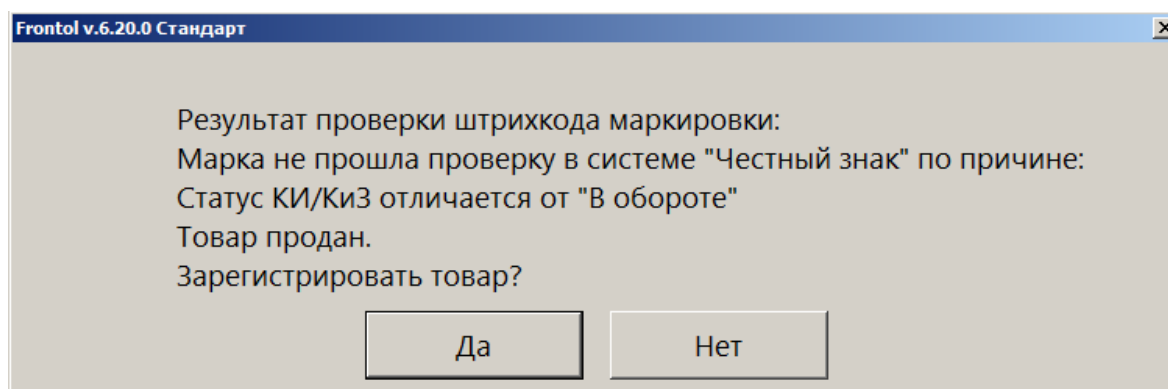 Frontol v.6.20.0 Стандарт
Результат проверки штрихкода маркировки:
Марка не прошла проверку в системе "Честный знак" по причине:
Статус КИ/КиЗ отличается от "В обороте"
Товар продан.
Зарегистрировать товар?
Да Нет